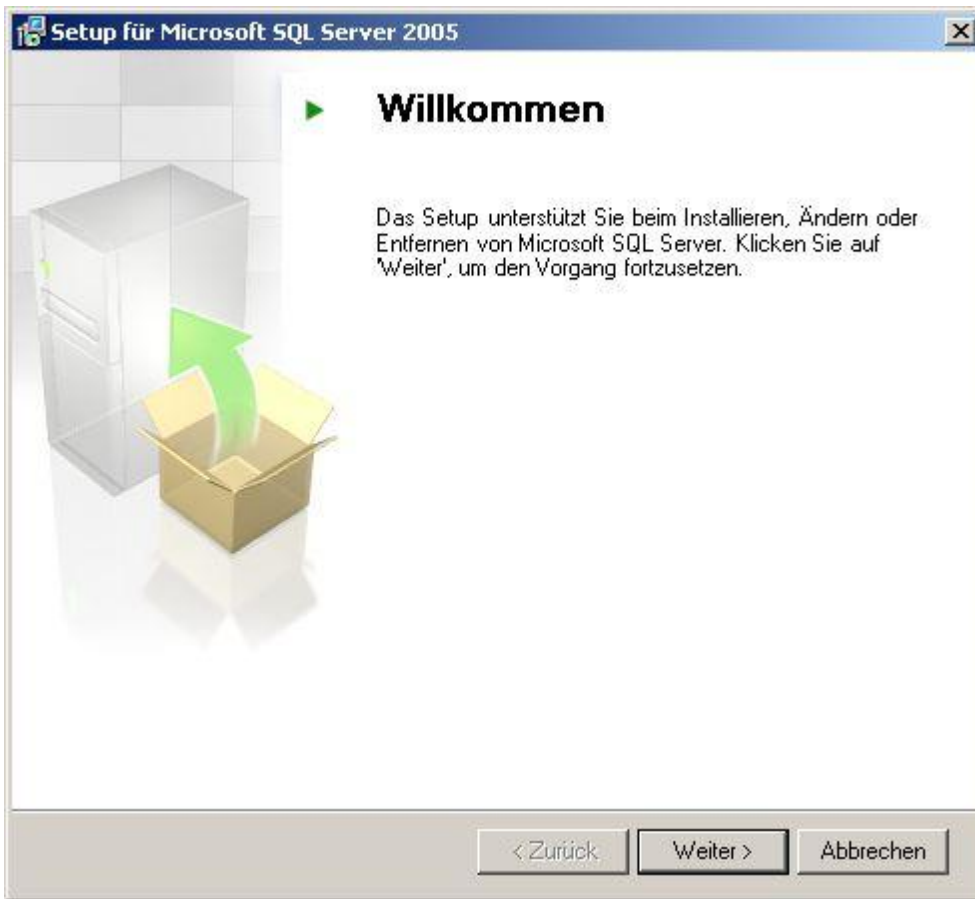 Setup für Microsoft SQL Server 2005
Willkommen
Das Setup unterstützt Sie beim Installieren, Ändern oder
Entfernen von Microsoft SQL Server. Klicken Sie auf
'Weiter', um den Vorgang fortzusetzen.
< Zurück
Weiter >
Abbrechen